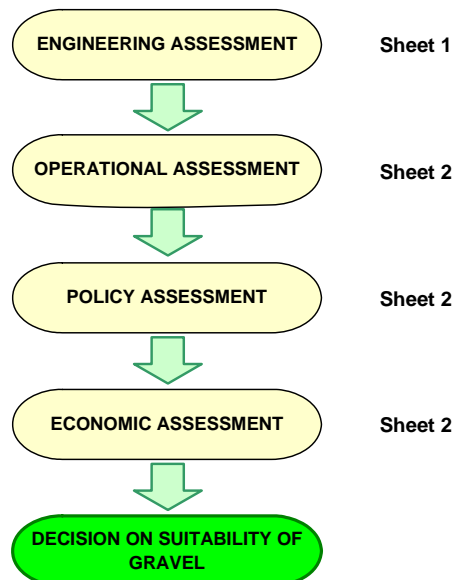 ENGINEERING ASSESSMENT Sheet 1
OPERATIONAL ASSESSMENT Sheet 2
POLICY ASSESSMENT Sheet 2
ECONOMIC ASSESSMENT Sheet 2
DECISION ON SUITABILITY OF
GRAVEL